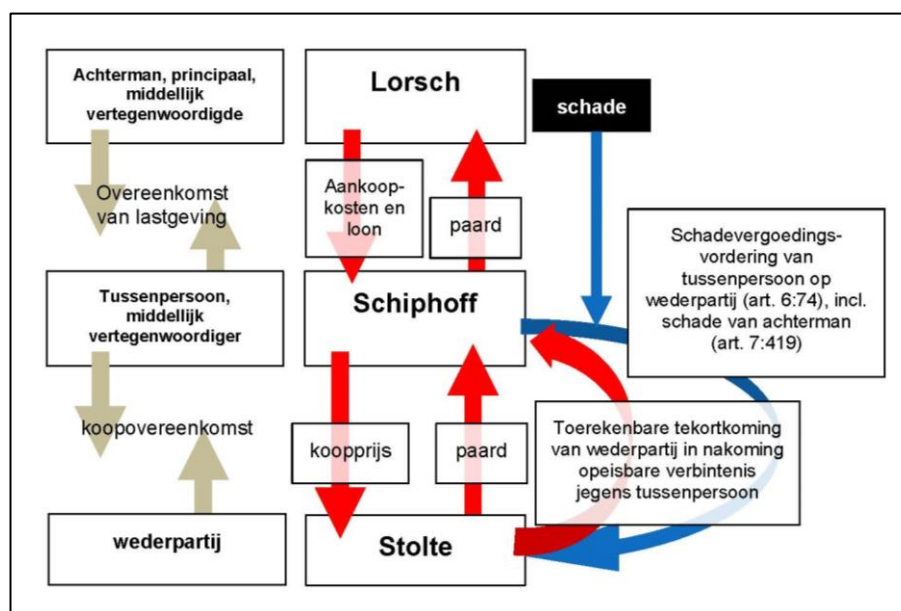 Achterman, principaal,
middellijk
vertegenwoordigde
Lorsch
schade
Overeenkomst
van lastgeving
Aankoop-
kosten en
loon
paard
Schadevergoedings-
vordering van
tussenpersoon op
wederpartij (art. 6:74), incl.
schade van achterman
(art. 7:419)
Tussenpersoon,
middellijk
vertegenwoordiger
Schiphoff
koopovereenkomst
koopprijs
paard
Toerekenbare tekortkoming
van wederpartij in nakoming
opeisbare verbintenis
jegens tussenpersoon
wederpartij
Stolte